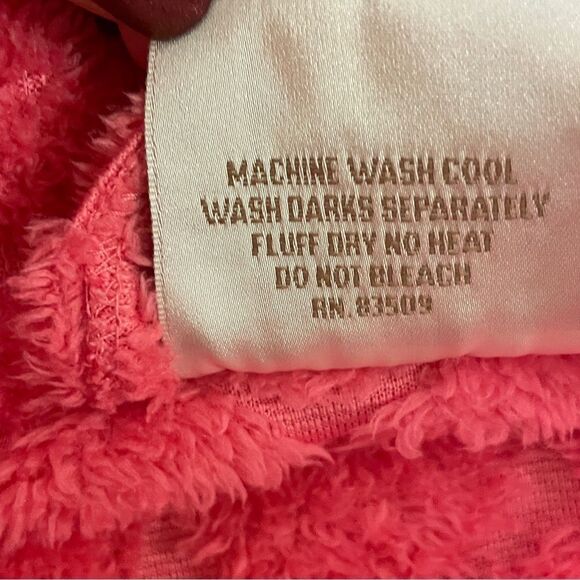 MACHINE WASH COOL
WASH DARKS SEPARATELY
FLUFF DRY NO HEAT
DO NOT BLEACH
RN. 83509